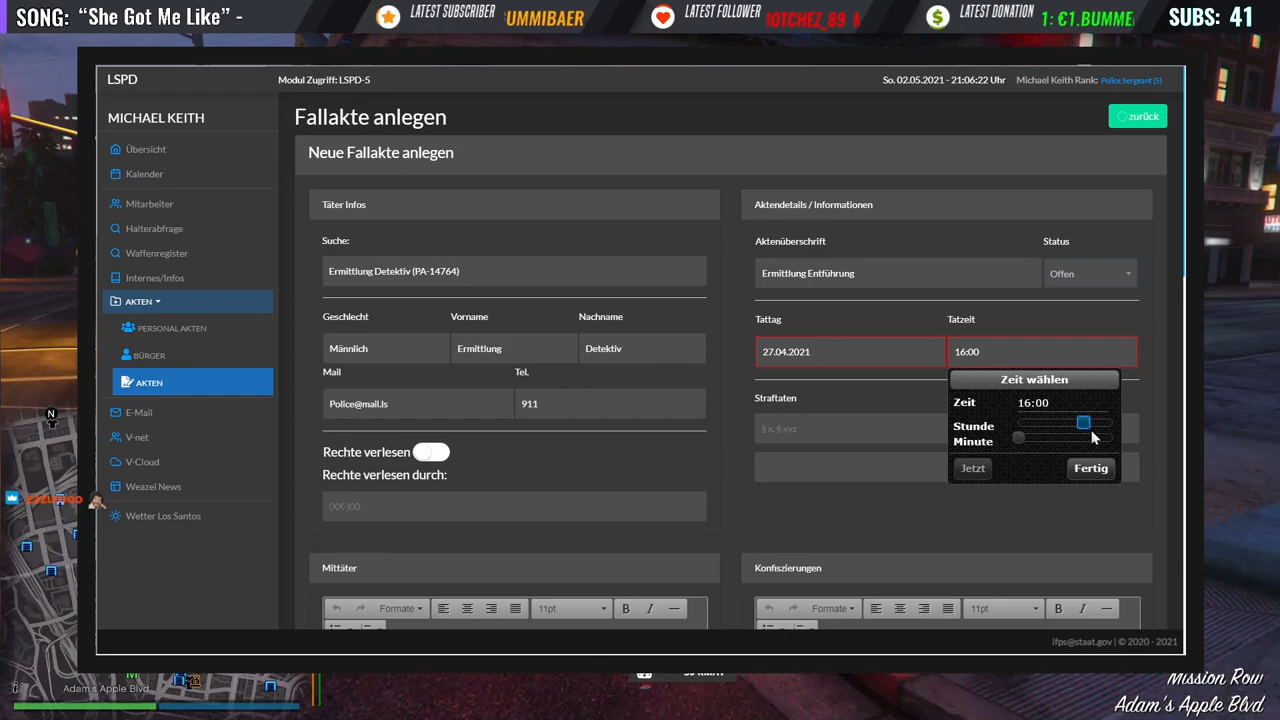 SONG: “She Got Me Like” -
LATEST SUBSCRIBER
UMMIBAER
LATEST FOLLOWER
LATEST DONATION
1: €1.BUMME
SUBS: 41
LSPD
Modul Zugriff: LSPD-5
So. 02.05.2021 - 21:06:22 Uhr
Michael Keith Rank: Police Sergeant (5)
MICHAEL KEITH
Übersicht
Kalender
Mitarbeiter
Halterabfrage
Waffenregister
Internes/Infos
AKTEN
PERSONAL AKTEN
BÜRGER
AKTEN
E-Mail
V-net
V-Cloud
Weazel News
Wetter Los Santos
Fallakte anlegen
zurück
Neue Fallakte anlegen
Täter Infos
Suche:
Ermittlung Detektiv (PA-14764)
Geschlecht
Vorname
Nachname
Männlich
Ermittlung
Detektiv
Mail
Tel.
Police@mail.ls
911
Rechte verlesen
Rechte verlesen durch:
(XX-)00
Mittäter
Formate
11pt
B
I
Aktendetails / Informationen
Aktenüberschrift
Status
Ermittlung Entführung
Offen
Tattag
Tatzeit
27.04.2021
16:00
Straftaten
§ x, § xyz
Zeit wählen
Zeit
16:00
Stunde
Minute
Jetzt
Fertig
Konfiszierungen
Formate
11pt
B
I
lfps@staat.gov | © 2020 - 2021
N
Adam's Apple Blvd
Mission Row
Adam's Apple Blvd